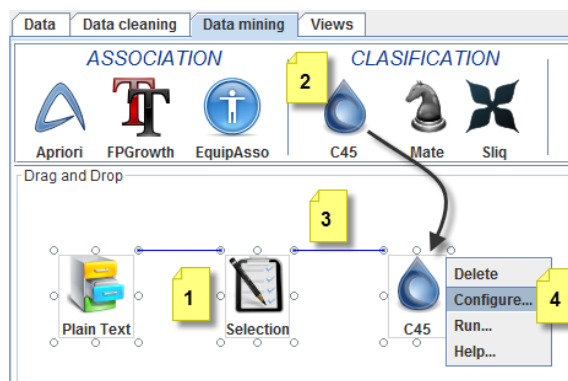 Data Data cleaning Data mining Views
ASSOCIATION CLASIFICATION
2
Apriori FPGrowth EquipAsso C45 Mate Sliq
Drag and Drop
3
1
Plain Text Selection C45
Delete
Configure...
4
Run...
Help...